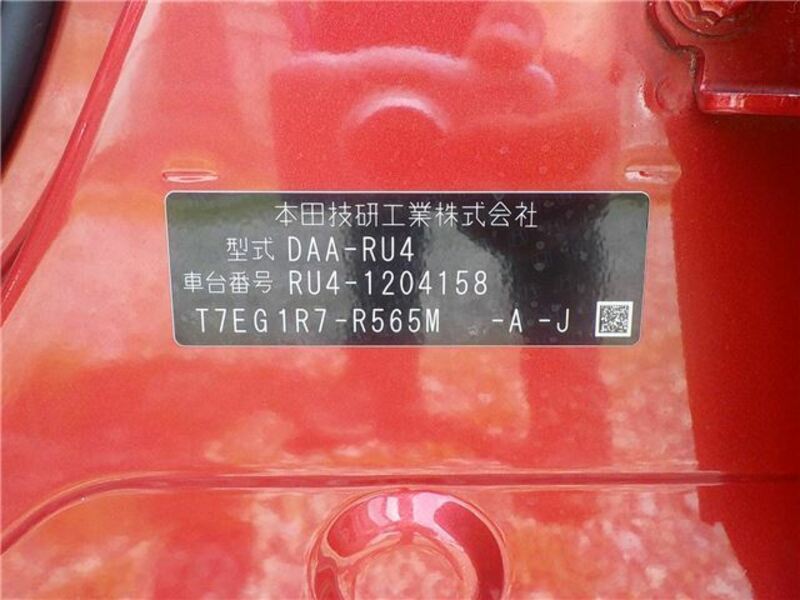 本田技研工業株式会社
型式 DAA-RU4
車台番号 RU4-1204158
T7EG1R7-R565M -A -J